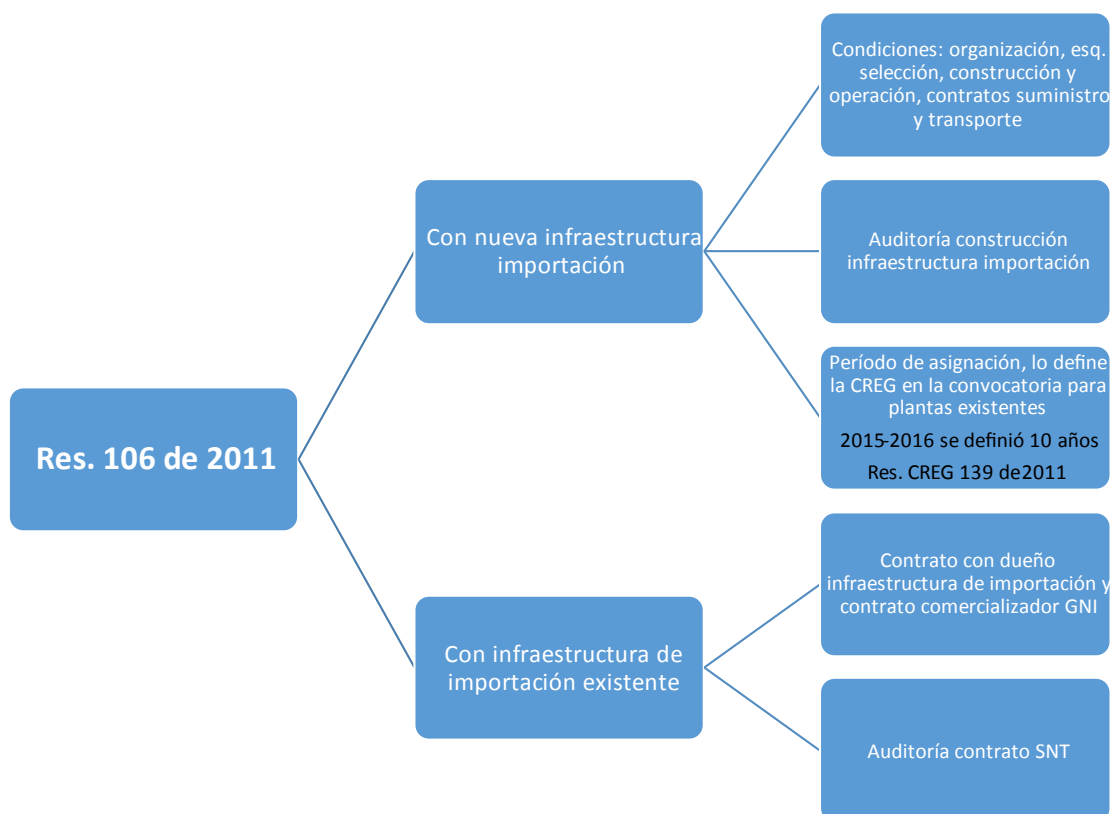 Res. 106 de 2011
Con nueva infraestructura
importación
Condiciones: organización, esq.
selección, construcción y
operación, contratos suministro
y transporte
Auditoría construcción
infraestructura importación
Período de asignación, lo define
la CREG en la convocatoria para
plantas existentes
2015-2016 se definió 10 años
Res. CREG 139 de2011
Con infraestructura de
importación existente
Contrato con dueño
infraestructura de importación y
contrato comercializador GNI
Auditoría contrato SNT